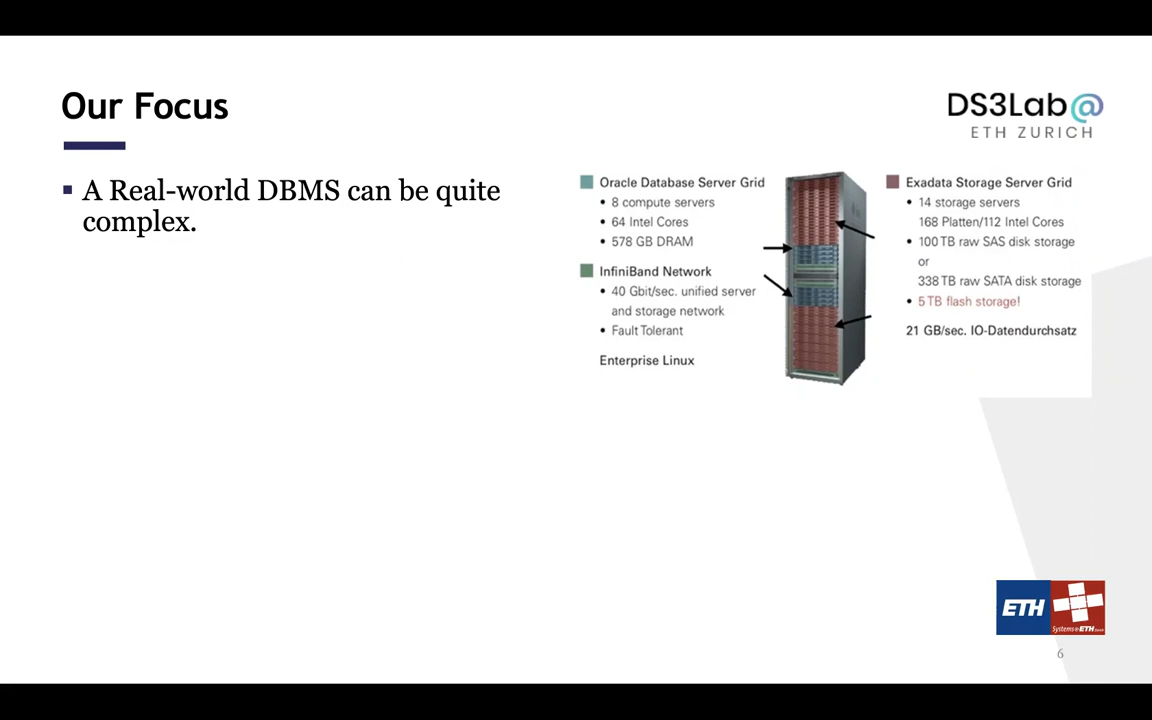 Our Focus
DS3Lab@
ETH ZURICH
▪ A Real-world DBMS can be quite
complex.
Oracle Database Server Grid
• 8 compute servers
• 64 Intel Cores
• 578 GB DRAM
InfiniBand Network
• 40 Gbit/sec. unified server
and storage network
• Fault Tolerant
Enterprise Linux
Exadata Storage Server Grid
• 14 storage servers
168 Platten/112 Intel Cores
• 100 TB raw SAS disk storage
or
338 TB raw SATA disk storage
• 5 TB flash storage!
21 GB/sec. IO-Datendurchsatz
ETH
Systems@ETH
6